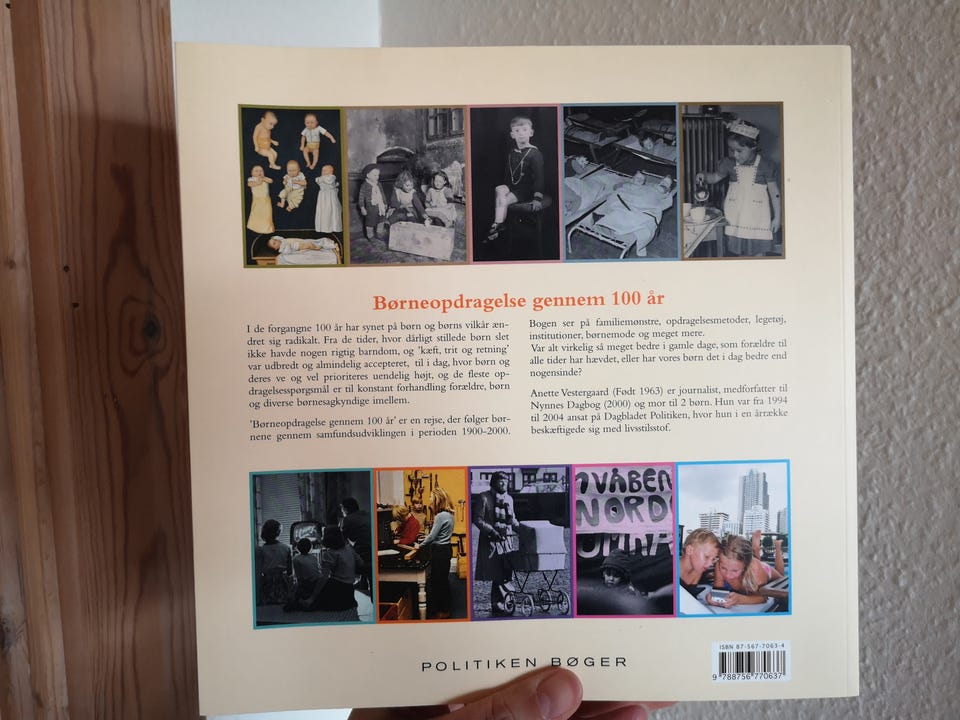 Børneopdragelse gennem 100 år
I de forgangne 100 år har synet på børn og børns vilkår æn-
dret sig radikalt. Fra de tider, hvor dårligt stillede børn slet
ikke havde nogen rigtig barndom, og 'kæft, trit og retning'
var udbredt og almindelig accepteret, til i dag, hvor børn og
deres ve og vel prioriteres uendelig højt, og de fleste op-
dragelsesspørgsmål er til konstant forhandling forældre, børn
og diverse børnesagkyndige imellem.
'Børneopdragelse gennem 100 år' er en rejse, der følger bør-
nene gennem samfundsudviklingen i perioden 1900-2000.
Bogen ser på familiemønstre, opdragelsesmetoder, legetøj,
institutioner, børnemode og meget mere.
Var alt virkelig så meget bedre i gamle dage, som forældre til
alle tider har hævdet, eller har vores børn det i dag bedre end
nogensinde?
Anette Vestergaard (Født 1963) er journalist, medforfatter til
Nynnes Dagbog (2000) og mor til 2 børn. Hun var fra 1994
til 2004 ansat på Dagbladet Politiken, hvor hun i en årrække
beskæftigede sig med livsstilsstof.
VÅBEN
NORD
POLITIKEN BØGER
ISBN 87-567-7063-4
9 788756 770637